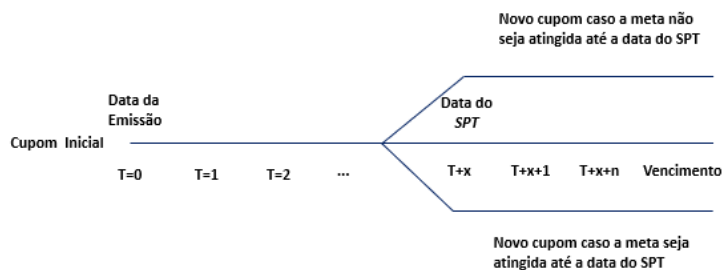 Novo cupom caso a meta não
seja atingida até a data do SPT
Data da
Emissão
Data do
SPT
Cupom Inicial
T=0
T=1
T=2
...
T+x
T+x+1
T+x+n
Vencimento
Novo cupom caso a meta seja
atingida até a data do SPT